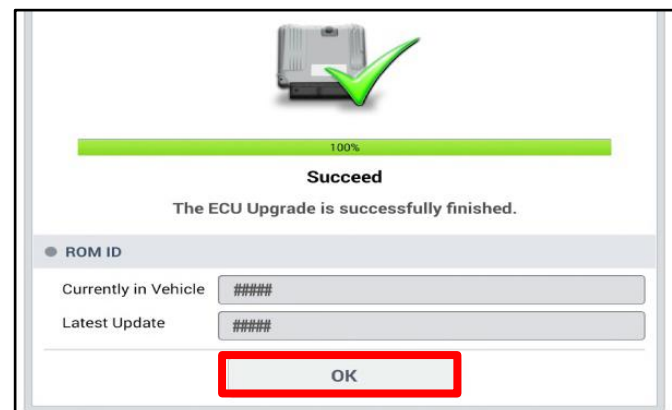 100%
Succeed
The ECU Upgrade is successfully finished.
ROM ID
Currently in Vehicle #####
Latest Update #####
OK